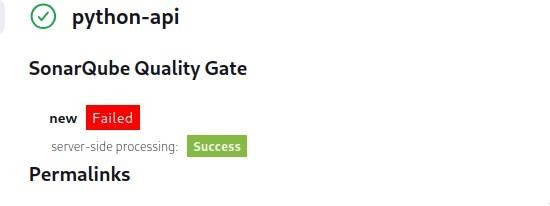 python-api
SonarQube Quality Gate
new Failed
server-side processing: Success
Permalinks